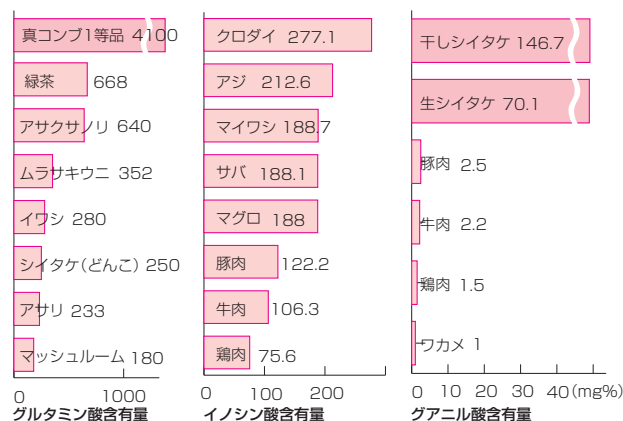 真コンブ1等品 4100
緑茶 668
アサクサノリ 640
ムラサキウニ 352
イワシ 280
シイタケ(どんこ) 250
アサリ 233
マッシュルーム 180
0 1000
グルタミン酸含有量
クロダイ 277.1
アジ 212.6
マイワシ 188.7
サバ 188.1
マグロ 188
豚肉 122.2
牛肉 106.3
鶏肉 75.6
0 100 200
イノシン酸含有量
干しシイタケ 146.7
生シイタケ 70.1
豚肉 2.5
牛肉 2.2
鶏肉 1.5
ワカメ 1
0 10 20 30 40(mg%)
グアニル酸含有量